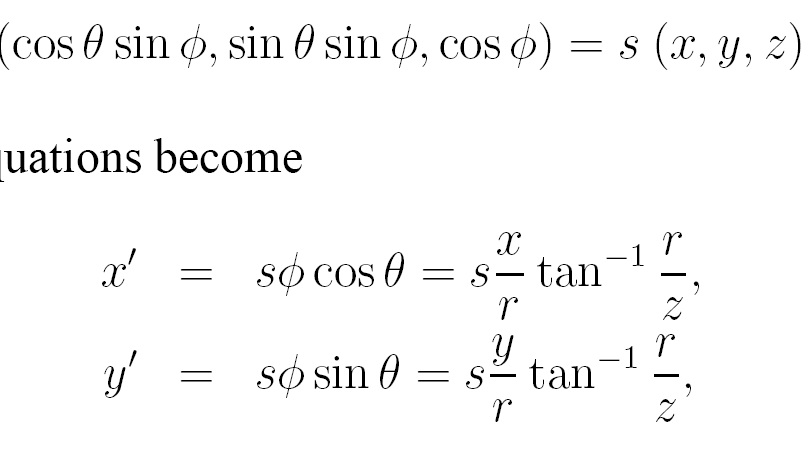 (cos θ sin ϕ, sin θ sin ϕ, cos ϕ) = s (x, y, z)
quations become
x′ = sϕ cos θ = s x/r tan⁻¹ r/z,
y′ = sϕ sin θ = s y/r tan⁻¹ r/z,